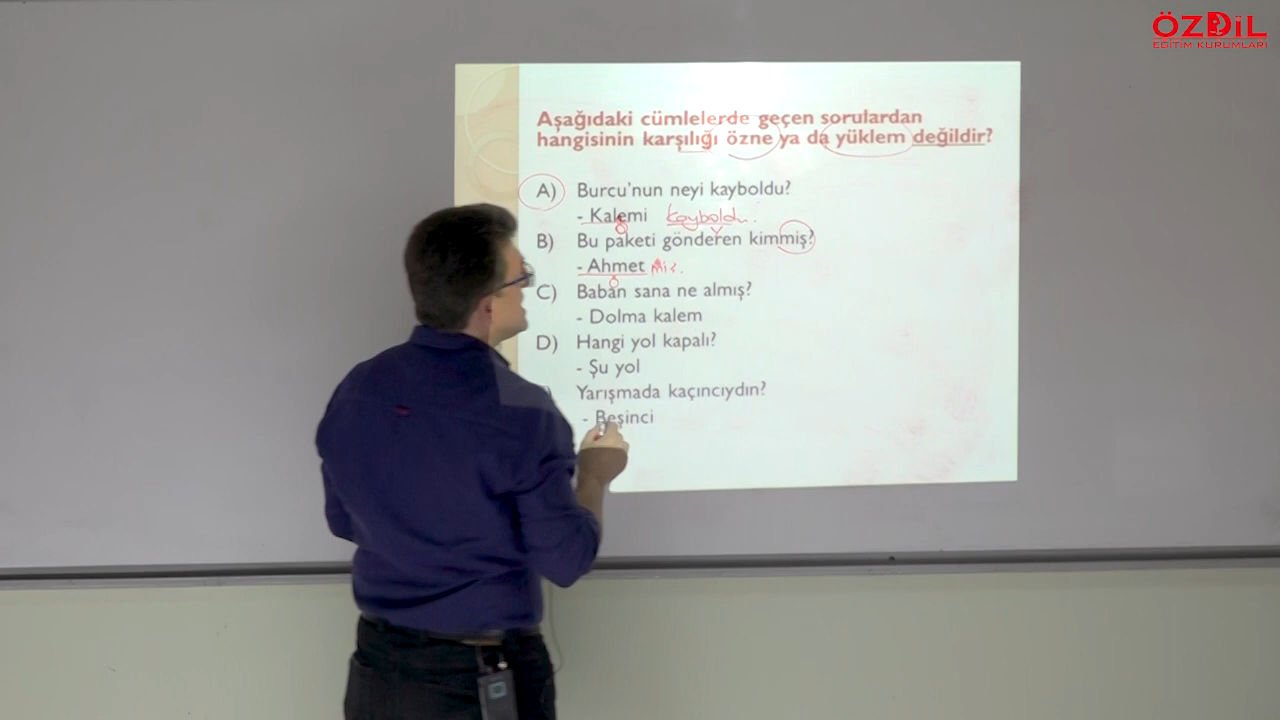 ÖZDİL
EĞİTİM KURUMLARI
Aşağıdaki cümlelerde geçen sorulardan
hangisinin karşılığı özne ya da yüklem değildir?
A) Burcu'nun neyi kayboldu?
- Kalemi kayboldu.
ö y
B) Bu paketi gönderen kimmiş?
- Ahmet miş.
ö
C) Baban sana ne almış?
- Dolma kalem
D) Hangi yol kapalı?
- Şu yol
Yarışmada kaçıncıydın?
- Beşinci